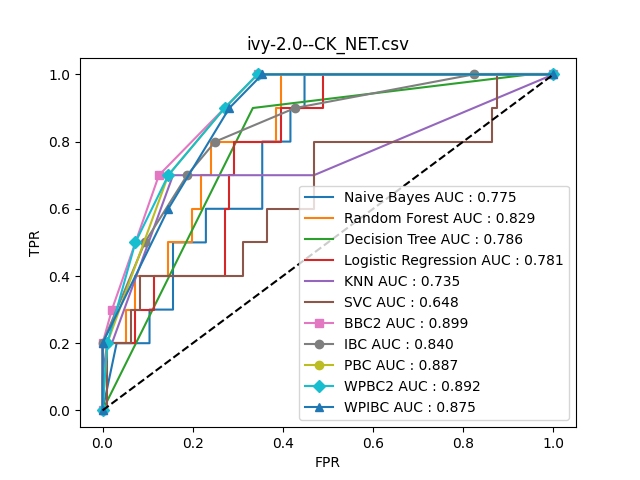 ivy-2.0--CK_NET.csv
1.0
0.8
0.6
0.4
0.2
0.0
TPR
Naive Bayes AUC : 0.775
Random Forest AUC : 0.829
Decision Tree AUC : 0.786
Logistic Regression AUC : 0.781
KNN AUC : 0.735
SVC AUC : 0.648
BBC2 AUC : 0.899
IBC AUC : 0.840
PBC AUC : 0.887
WPBC2 AUC : 0.892
WPIBC AUC : 0.875
0.0 0.2 0.4 0.6 0.8 1.0
FPR